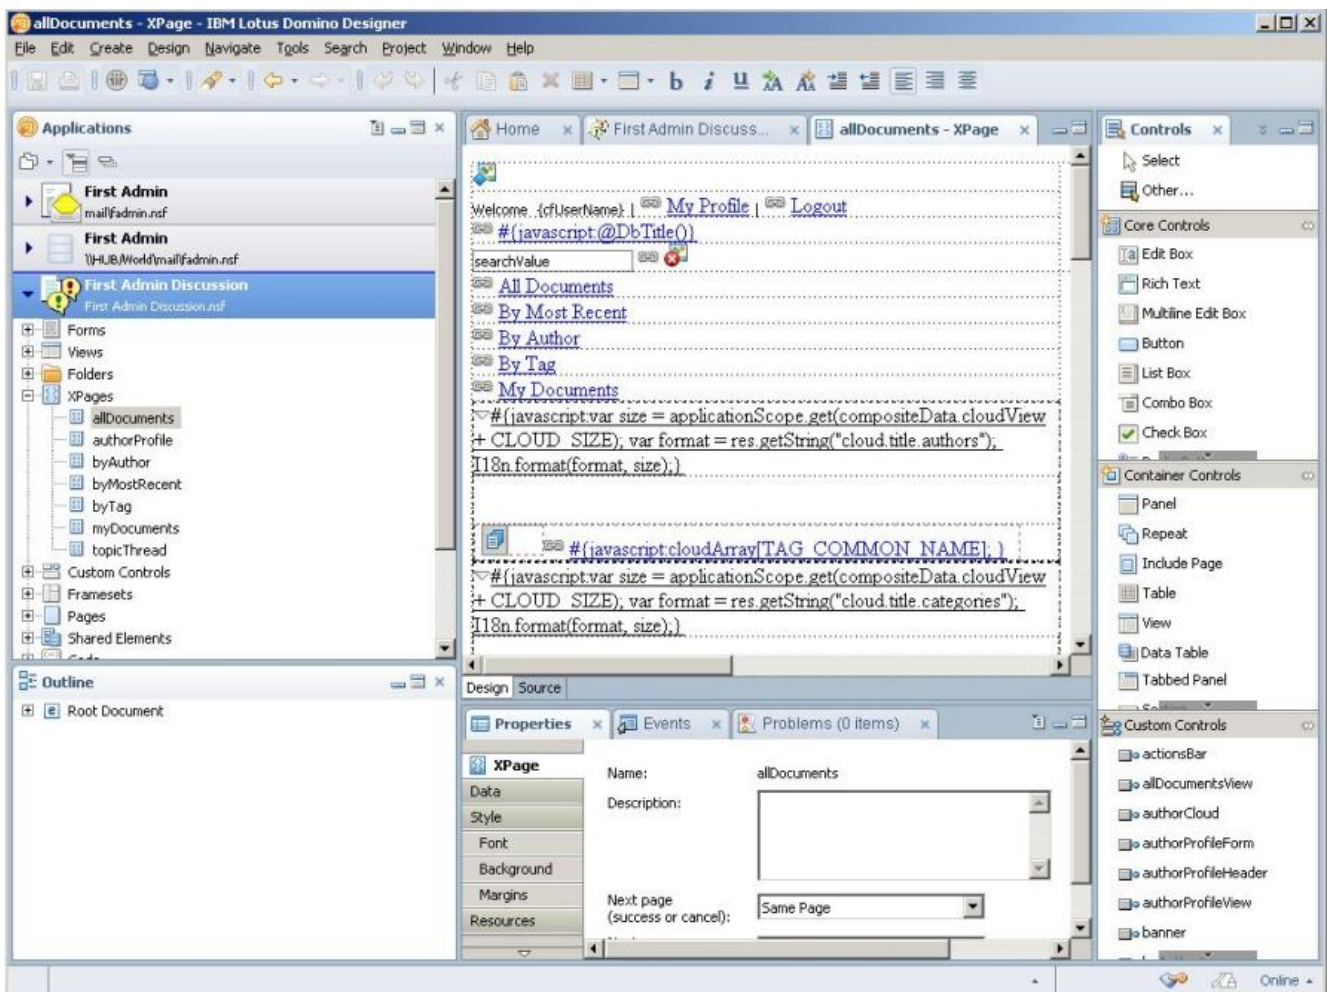 allDocuments - XPage - IBM Lotus Domino Designer
File Edit Create Design Navigate Tools Search Project Window Help
Applications
First Admin
mail\fadmin.nsf
First Admin
\\HUB/World\mail\fadmin.nsf
First Admin Discussion
First Admin Discussion.nsf
Forms
Views
Folders
XPages
allDocuments
authorProfile
byAuthor
byMostRecent
byTag
myDocuments
topicThread
Custom Controls
Framesets
Pages
Shared Elements
Code
Outline
Root Document
Home
First Admin Discuss...
allDocuments - XPage
Welcome {cfUserName} | My Profile | Logout
#{javascript:@DbTitle()}
searchValue
All Documents
By Most Recent
By Author
By Tag
My Documents
#{javascript:var size = applicationScope.get(compositeData.cloudView
+ CLOUD_SIZE); var format = res.getString("cloud.title.authors");
I18n.format(format, size);}
#{javascript:cloudArray[TAG_COMMON_NAME]; }
#{javascript:var size = applicationScope.get(compositeData.cloudView
+ CLOUD_SIZE); var format = res.getString("cloud.title.categories");
I18n.format(format, size);}
Design Source
Properties
Events
Problems (0 items)
XPage
Data
Style
Font
Background
Margins
Resources
Name: allDocuments
Description:
Next page
(success or cancel):
Same Page
Controls
Select
Other...
Core Controls
Edit Box
Rich Text
Multiline Edit Box
Button
List Box
Combo Box
Check Box
Container Controls
Panel
Repeat
Include Page
Table
View
Data Table
Tabbed Panel
Custom Controls
actionsBar
allDocumentsView
authorCloud
authorProfileForm
authorProfileHeader
authorProfileView
banner
Online